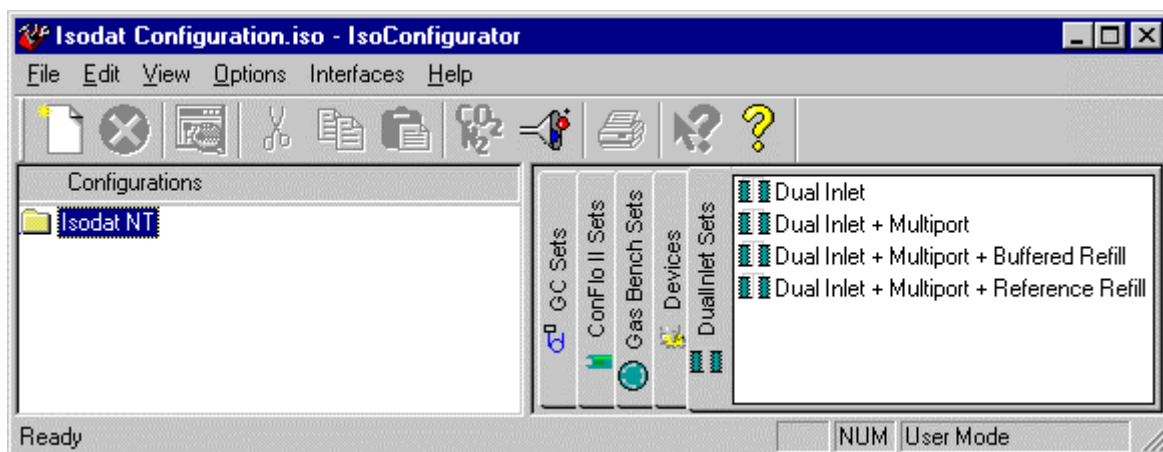 Isodat Configuration.iso - IsoConfigurator
File Edit View Options Interfaces Help
CO2 N2
Configurations
Isodat NT
GC Sets
ConFlo II Sets
Gas Bench Sets
Devices
DualInlet Sets
Dual Inlet
Dual Inlet + Multiport
Dual Inlet + Multiport + Buffered Refill
Dual Inlet + Multiport + Reference Refill
Ready
NUM
User Mode